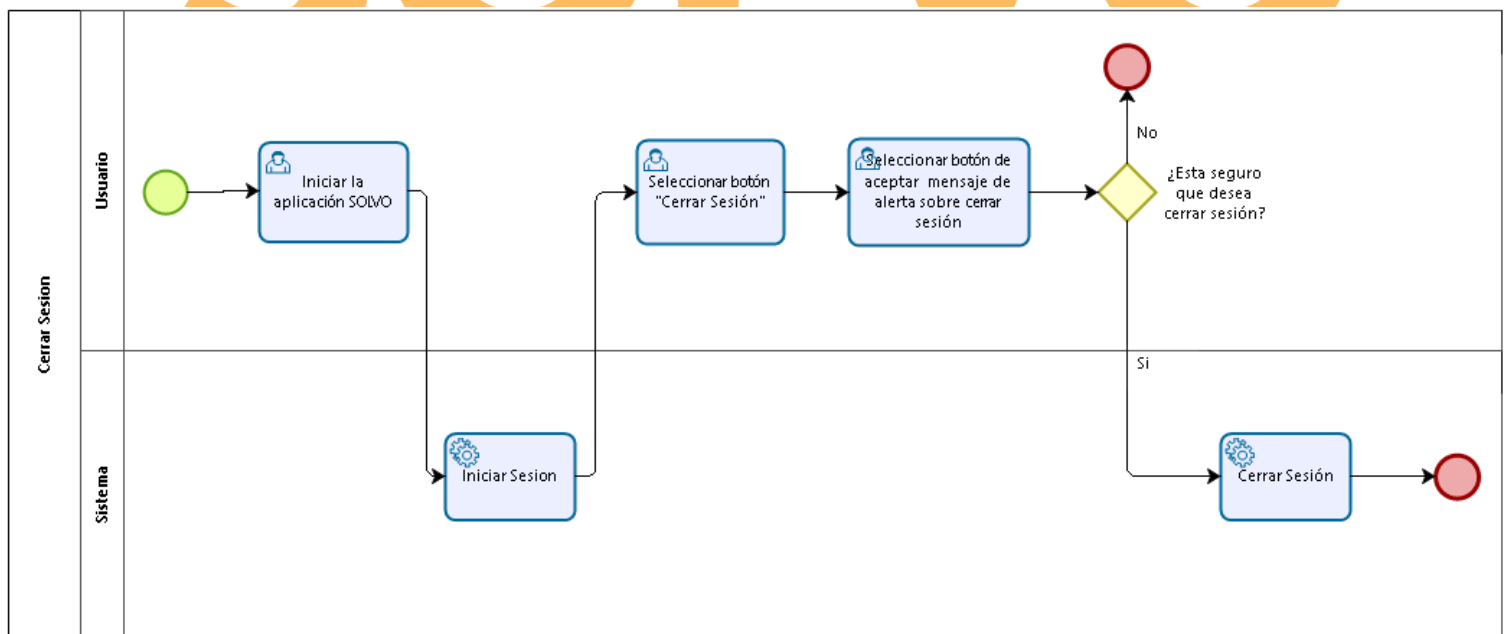 Cerrar Sesion
Usuario
Iniciar la
aplicación SOLVO
Seleccionar botón
"Cerrar Sesión"
Seleccionar botón de
aceptar mensaje de
alerta sobre cerrar
sesión
No
¿Esta seguro
que desea
cerrar sesión?
Si
Sistema
Iniciar Sesion
Cerrar Sesión